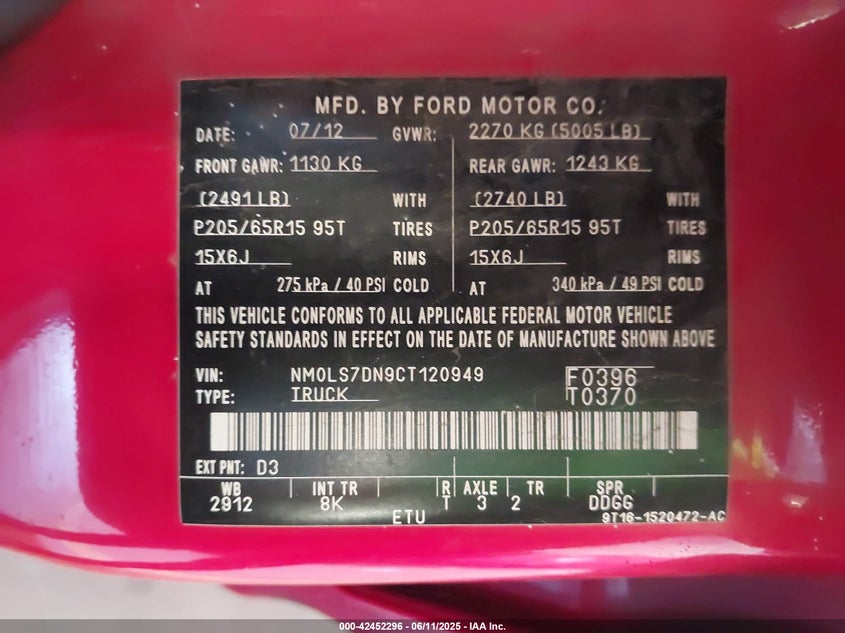 MFD. BY FORD MOTOR CO.
DATE: 07/12 GVWR: 2270 KG (5005 LB)
FRONT GAWR: 1130 KG REAR GAWR: 1243 KG
(2491 LB) WITH (2740 LB) WITH
P205/65R15 95T TIRES P205/65R15 95T TIRES
15X6J RIMS 15X6J RIMS
AT 275 kPa / 40 PSI COLD AT 340 kPa / 49 PSI COLD
THIS VEHICLE CONFORMS TO ALL APPLICABLE FEDERAL MOTOR VEHICLE
SAFETY STANDARDS IN EFFECT ON THE DATE OF MANUFACTURE SHOWN ABOVE
VIN: NM0LS7DN9CT120949 F0396
TYPE: TRUCK T0370
EXT PNT: D3
WB INT TR R AXLE TR SPR
2912 8K T 3 2 DDGG
ETU 9T16-1520472-AC
000-42452296 - 06/11/2025 - IAA Inc.